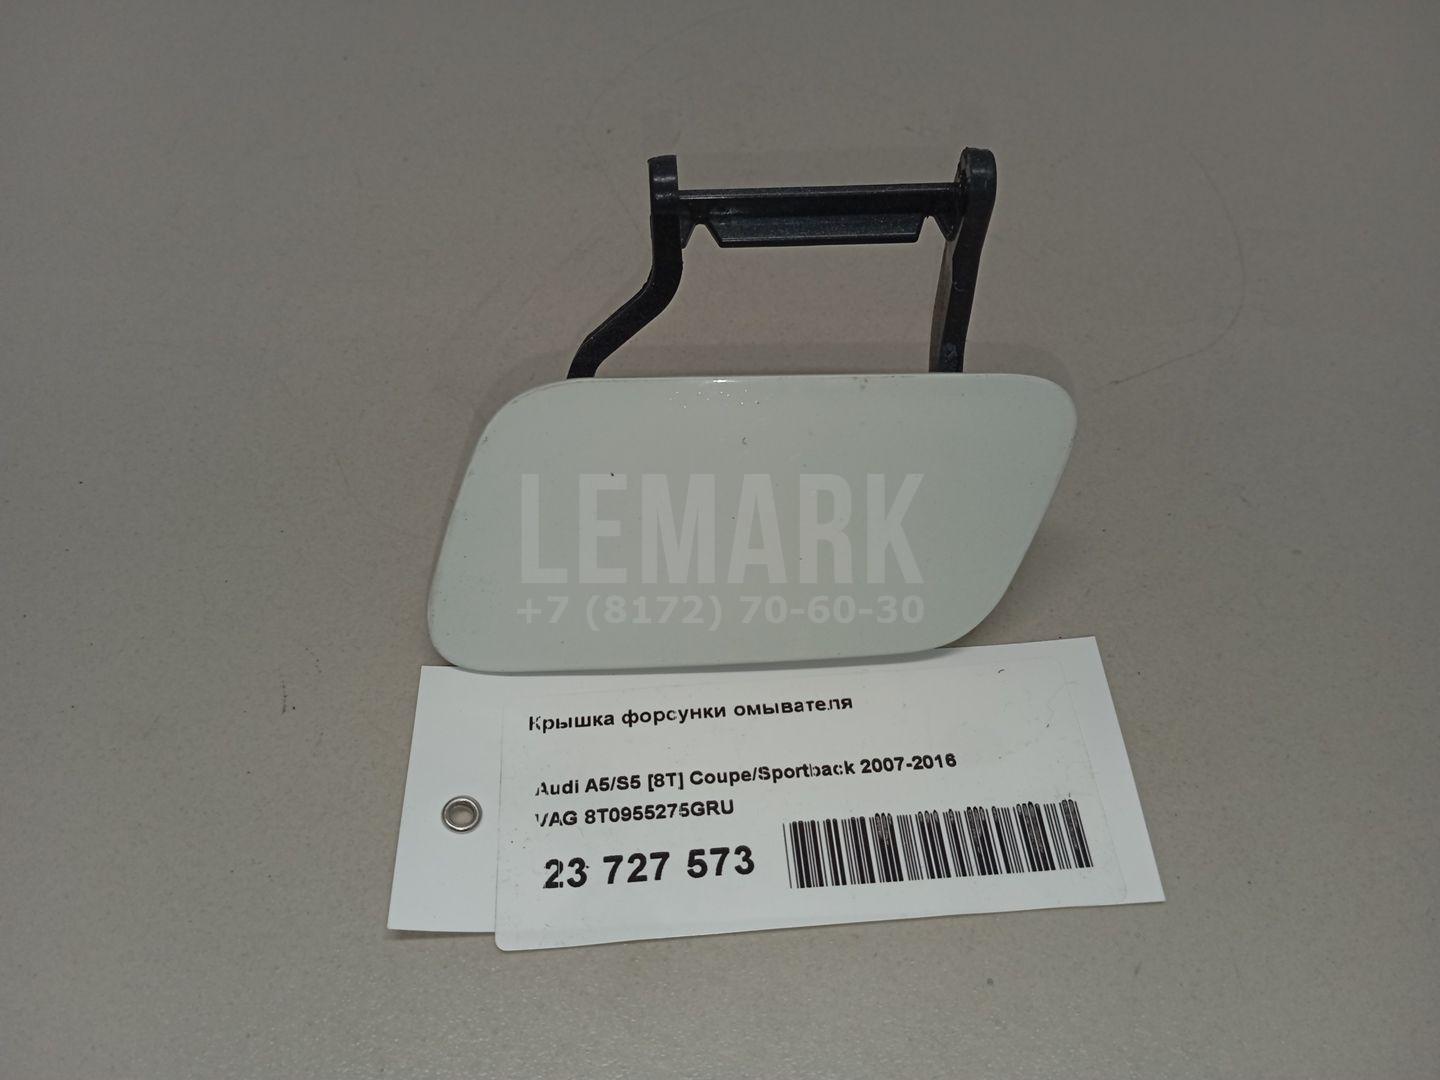 LEMARK
+7 (8172) 70-60-30
Крышка форсунки омывателя
Audi A5/S5 [8T] Coupe/Sportback 2007-2016
VAG 8T0955275GRU
23 727 573